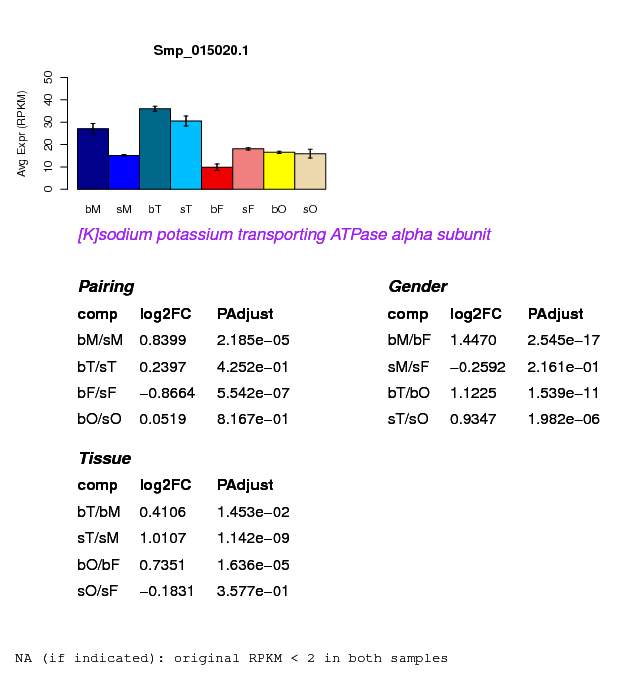 Smp_015020.1
Avg Expr (RPKM)
0 10 20 30 40 50
bM sM bT sT bF sF bO sO
[K]sodium potassium transporting ATPase alpha subunit
Pairing
comp log2FC PAdjust
bM/sM 0.8399 2.185e−05
bT/sT 0.2397 4.252e−01
bF/sF −0.8664 5.542e−07
bO/sO 0.0519 8.167e−01
Gender
comp log2FC PAdjust
bM/bF 1.4470 2.545e−17
sM/sF −0.2592 2.161e−01
bT/bO 1.1225 1.539e−11
sT/sO 0.9347 1.982e−06
Tissue
comp log2FC PAdjust
bT/bM 0.4106 1.453e−02
sT/sM 1.0107 1.142e−09
bO/bF 0.7351 1.636e−05
sO/sF −0.1831 3.577e−01
NA (if indicated): original RPKM < 2 in both samples